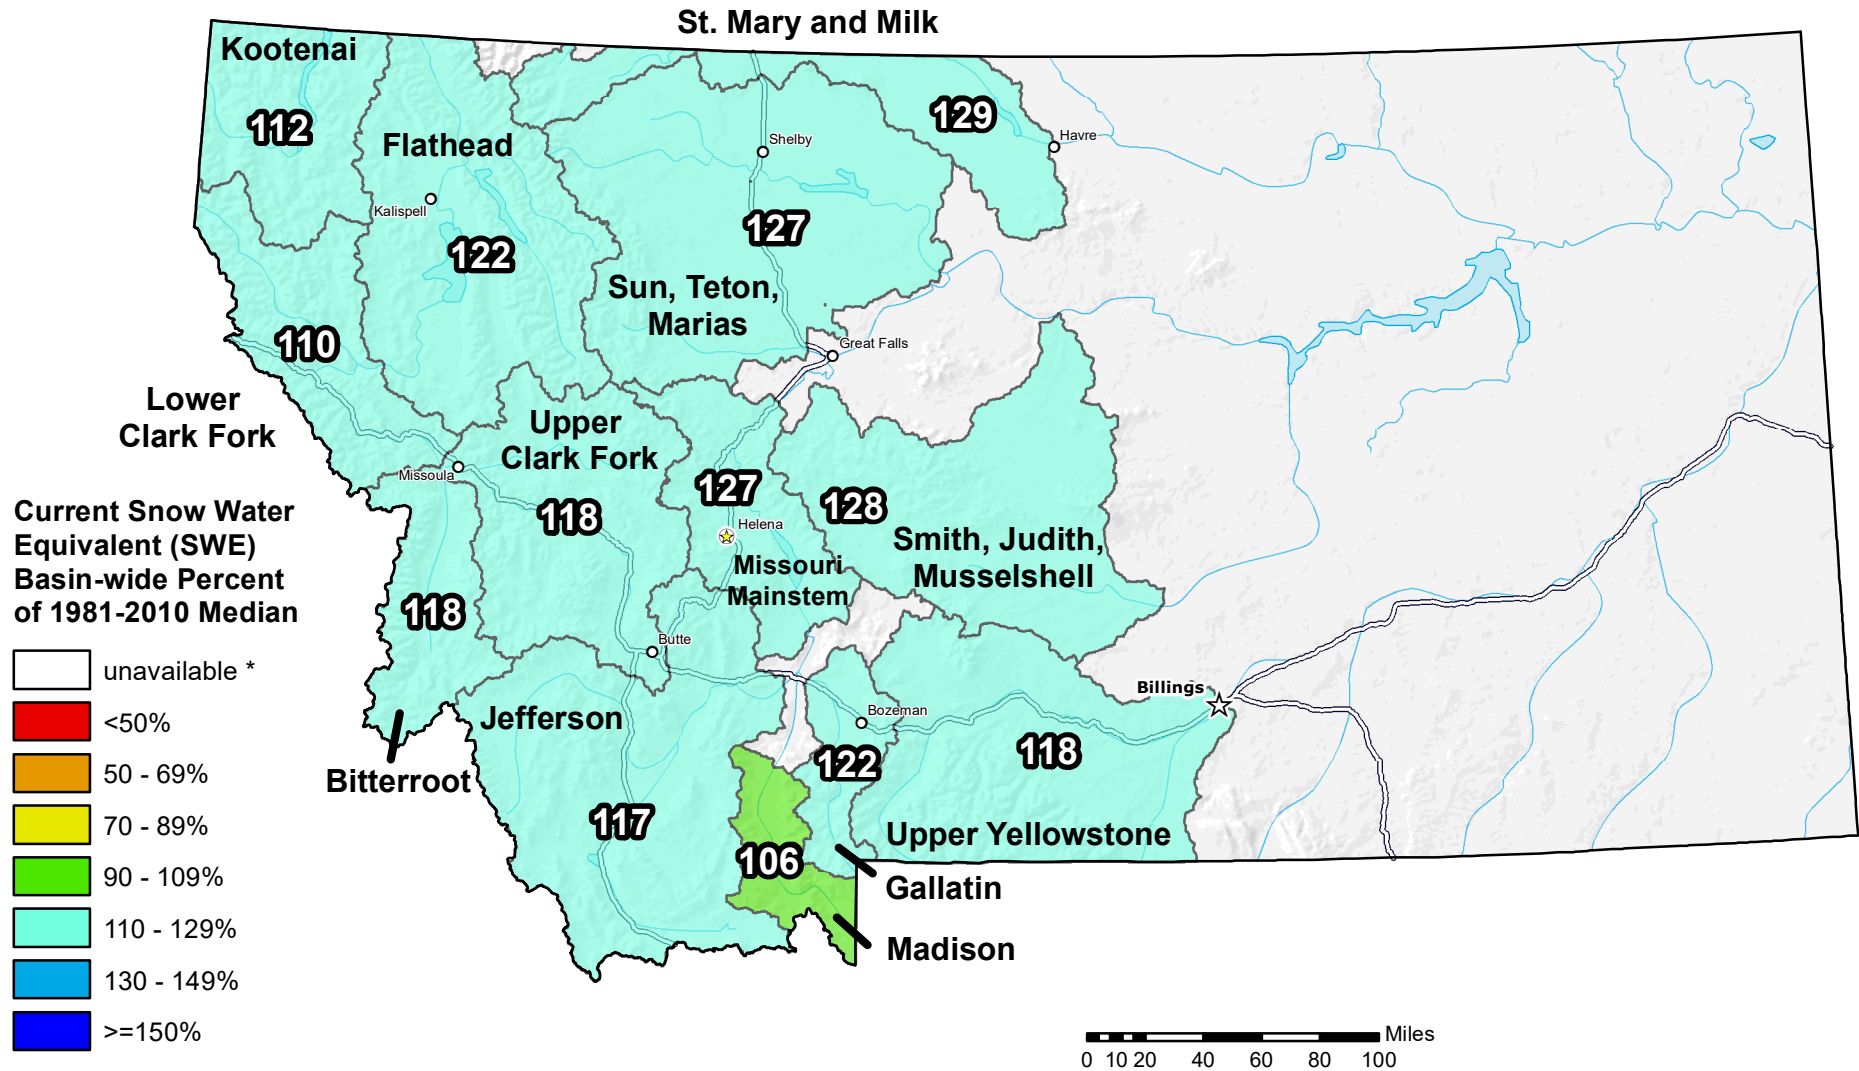 St. Mary and Milk
Kootenai
112
129
Flathead
Shelby
Havre
Kalispell
127
122
Sun, Teton,
Marias
110
Great Falls
Lower
Clark Fork
Upper
Clark Fork
Missoula
127
128
118
Helena
Smith, Judith,
Musselshell
Missouri
Mainstem
118
Butte
Billings
Bozeman
Jefferson
118
122
Bitterroot
117
Upper Yellowstone
106
Gallatin
Madison
Current Snow Water
Equivalent (SWE)
Basin-wide Percent
of 1981-2010 Median
unavailable *
<50%
50 - 69%
70 - 89%
90 - 109%
110 - 129%
130 - 149%
>=150%
Miles
0 10 20 40 60 80 100